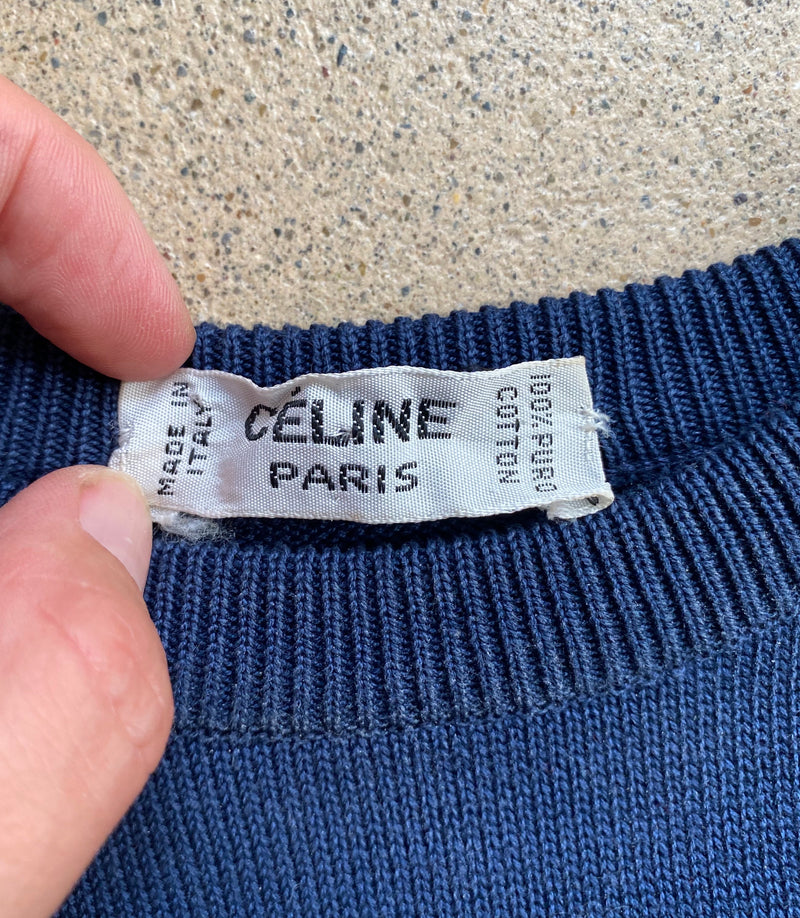 MADE IN
ITALY
CÉLINE
PARIS
100% PURO
COTTON